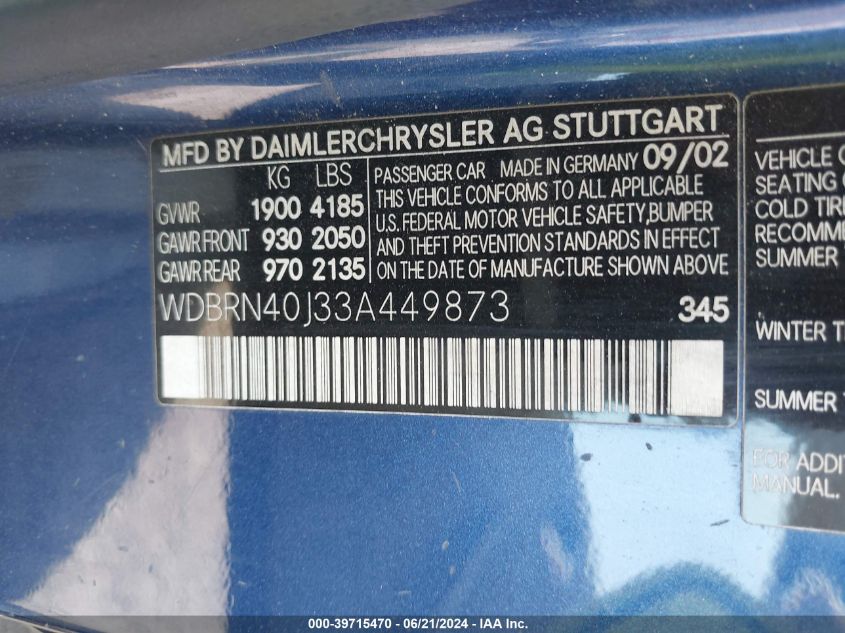 MFD BY DAIMLERCHRYSLER AG STUTTGART
KG LBS
GVWR 1900 4185
GAWR FRONT 930 2050
GAWR REAR 970 2135
PASSENGER CAR MADE IN GERMANY 09/02
THIS VEHICLE CONFORMS TO ALL APPLICABLE
U.S. FEDERAL MOTOR VEHICLE SAFETY, BUMPER
AND THEFT PREVENTION STANDARDS IN EFFECT
ON THE DATE OF MANUFACTURE SHOWN ABOVE
WDBRN40J33A449873 345
VEHICLE
SEATING
COLD
RECOMME
SUMMER
WINTER T
SUMMER
FOR ADDI
MANUAL.
000-39715470 / 06/21/2024 - IAA Inc.